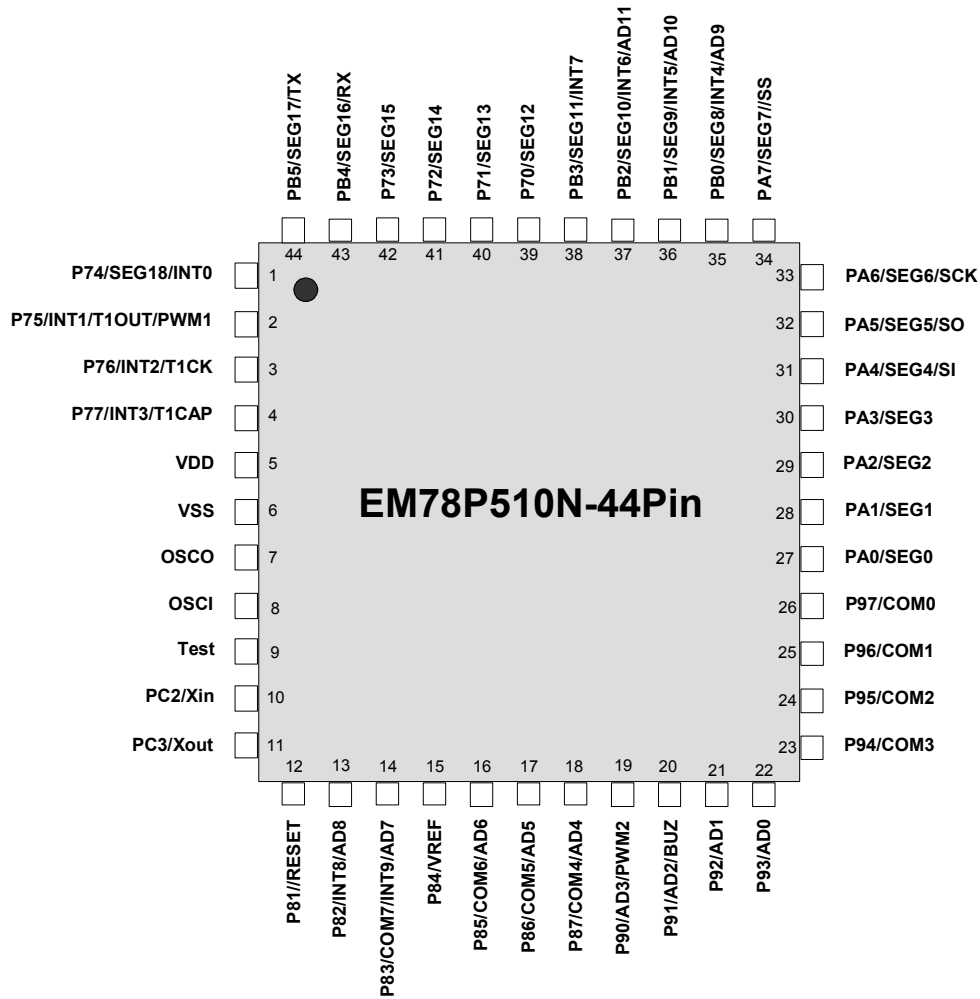 PB5/SEG17/TX
PB4/SEG16/RX
P73/SEG15
P72/SEG14
P71/SEG13
P70/SEG12
PB3/SEG11/INT7
PB2/SEG10/INT6/AD11
PB1/SEG9/INT5/AD10
PB0/SEG8/INT4/AD9
PA7/SEG7//SS
44
43
42
41
40
39
38
37
36
35
34
P74/SEG18/INT0
1
P75/INT1/T1OUT/PWM1
2
P76/INT2/T1CK
3
P77/INT3/T1CAP
4
VDD
5
VSS
6
OSCO
7
OSCI
8
Test
9
PC2/Xin
10
PC3/Xout
11
EM78P510N-44Pin
33
PA6/SEG6/SCK
32
PA5/SEG5/SO
31
PA4/SEG4/SI
30
PA3/SEG3
29
PA2/SEG2
28
PA1/SEG1
27
PA0/SEG0
26
P97/COM0
25
P96/COM1
24
P95/COM2
23
P94/COM3
12
13
14
15
16
17
18
19
20
21
22
P81//RESET
P82/INT8/AD8
P83/COM7/INT9/AD7
P84/VREF
P85/COM6/AD6
P86/COM5/AD5
P87/COM4/AD4
P90/AD3/PWM2
P91/AD2/BUZ
P92/AD1
P93/AD0